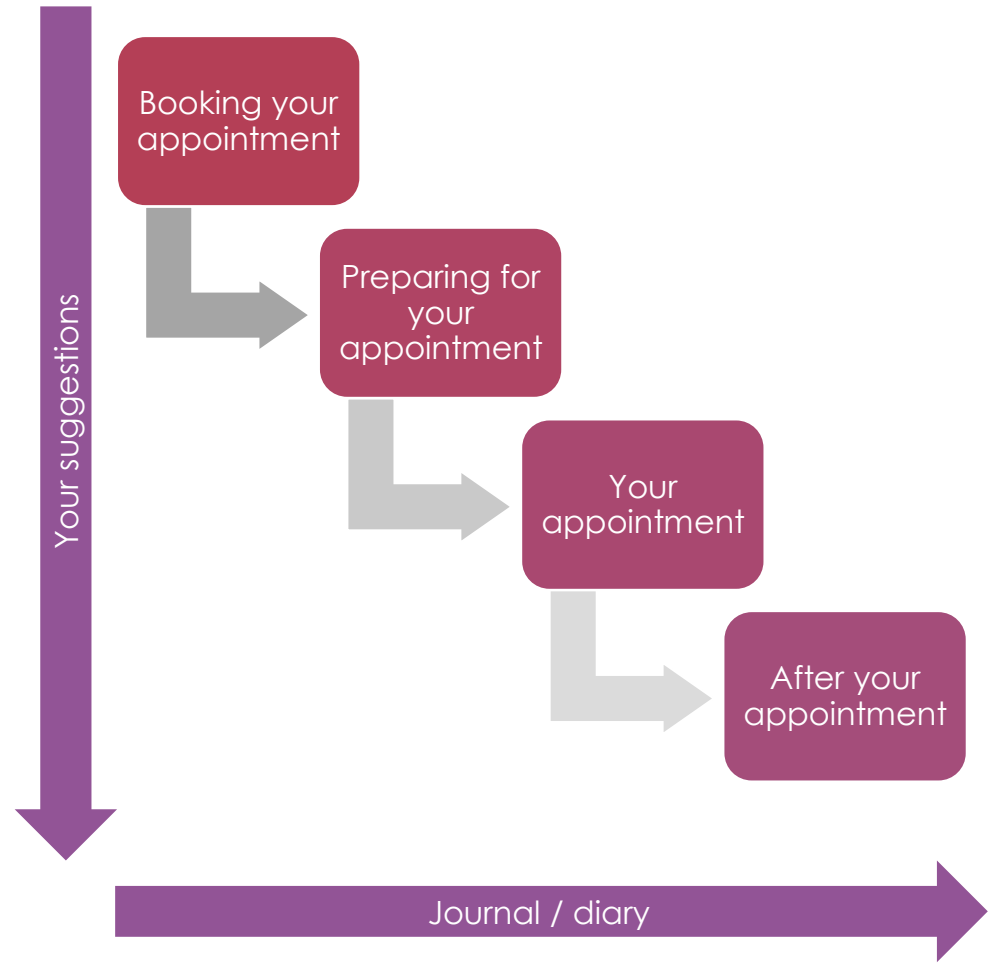 Booking your
appointment
Preparing for
your
appointment
Your
appointment
After your
appointment
Your suggestions
Journal / diary